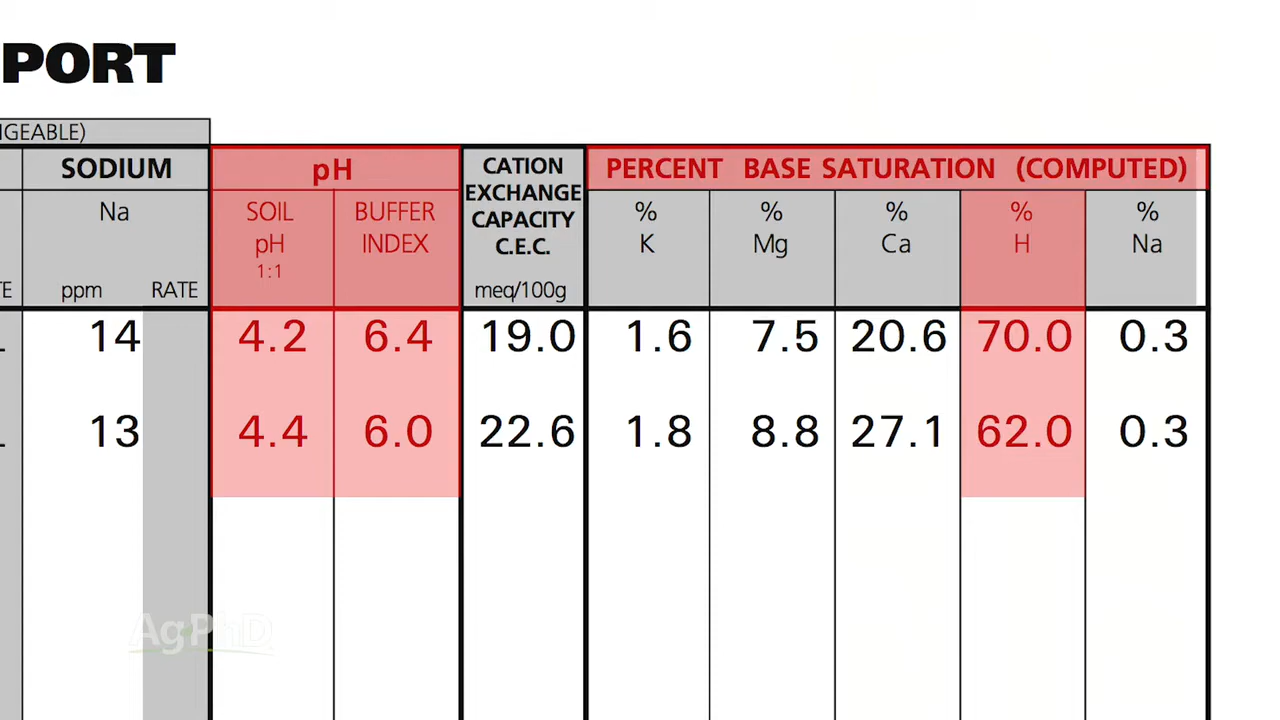 PORT
NGEABLE)
SODIUM pH CATION EXCHANGE CAPACITY C.E.C. PERCENT BASE SATURATION (COMPUTED)
Na SOIL pH 1:1 BUFFER INDEX % K % Mg % Ca % H % Na
TE ppm RATE meq/100g
14 4.2 6.4 19.0 1.6 7.5 20.6 70.0 0.3
13 4.4 6.0 22.6 1.8 8.8 27.1 62.0 0.3
AgPhD